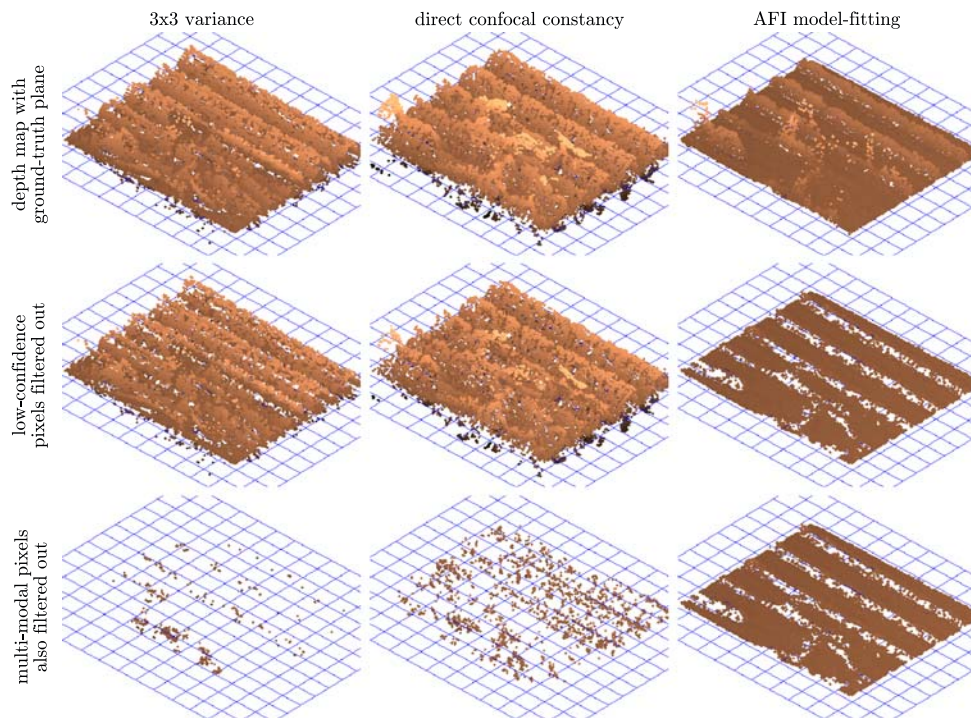 3x3 variance
direct confocal constancy
AFI model-fitting
depth map with
ground-truth plane
low-confidence
pixels filtered out
multi-modal pixels
also filtered out